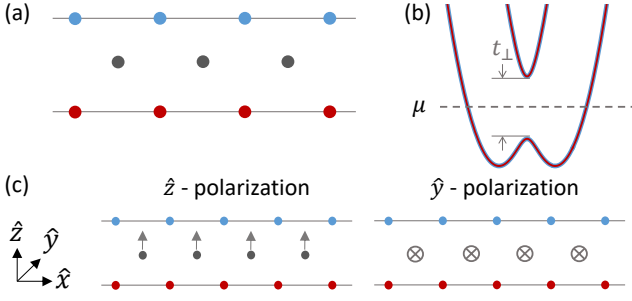 (a)
(b)
t⊥
μ
(c)
ẑ - polarization
ŷ - polarization
ẑ
ŷ
x̂